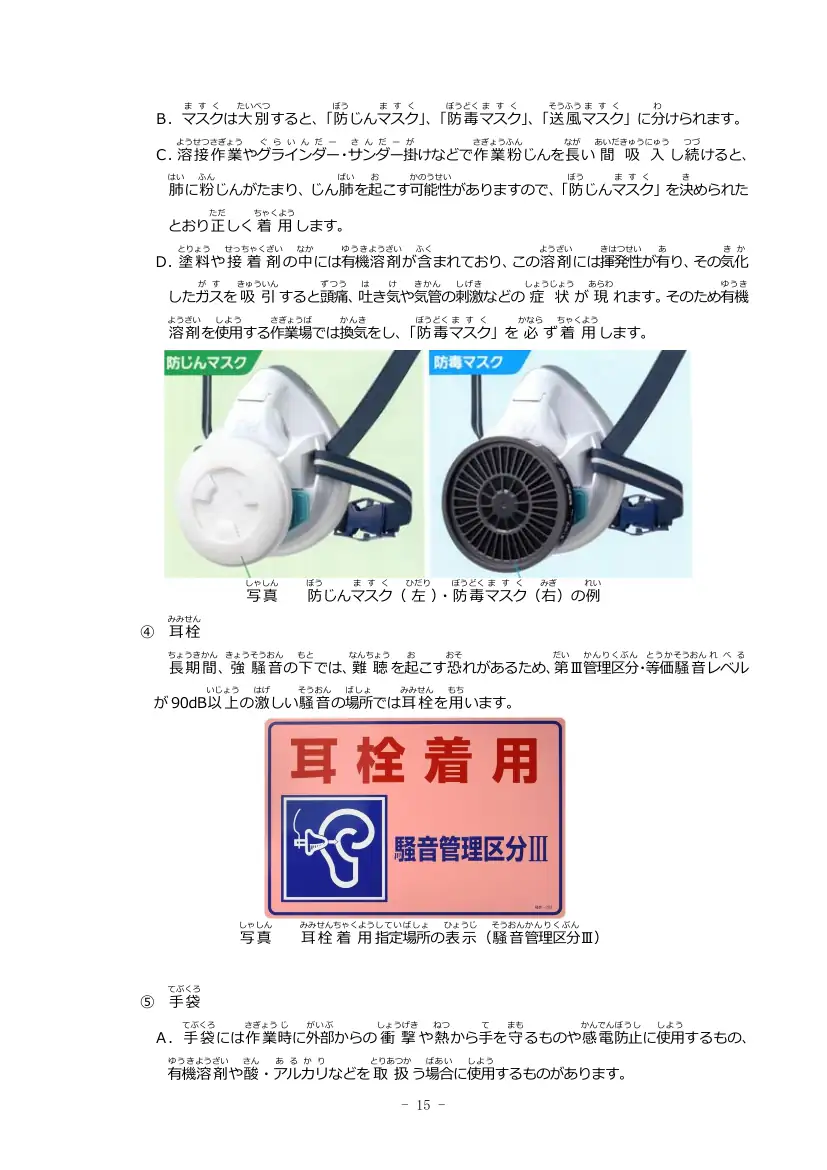 B．マスクは大別すると、「防じんマスク」、「防毒マスク」、「送風マスク」に分けられます。
C．溶接作業やグラインダー・サンダー掛けなどで作業粉じんを長い間吸入し続けると、
肺に粉じんがたまり、じん肺を起こす可能性がありますので、「防じんマスク」を決められた
とおり正しく着用します。
D．塗料や接着剤の中には有機溶剤が含まれており、この溶剤には揮発性が有り、その気化
したガスを吸引すると頭痛、吐き気や気管の刺激などの症状が現れます。そのため有機
溶剤を使用する作業場では換気をし、「防毒マスク」を必ず着用します。
防じんマスク
防毒マスク
写真　防じんマスク（左）・防毒マスク（右）の例
④　耳栓
長期間、強騒音の下では、難聴を起こす恐れがあるため、第Ⅲ管理区分・等価騒音レベル
が90dB以上の激しい騒音の場所では耳栓を用います。
耳栓着用
騒音管理区分Ⅲ
写真　耳栓着用指定場所の表示（騒音管理区分Ⅲ）
⑤　手袋
A．手袋には作業時に外部からの衝撃や熱から手を守るものや感電防止に使用するもの、
有機溶剤や酸・アルカリなどを取扱う場合に使用するものがあります。
- 15 -